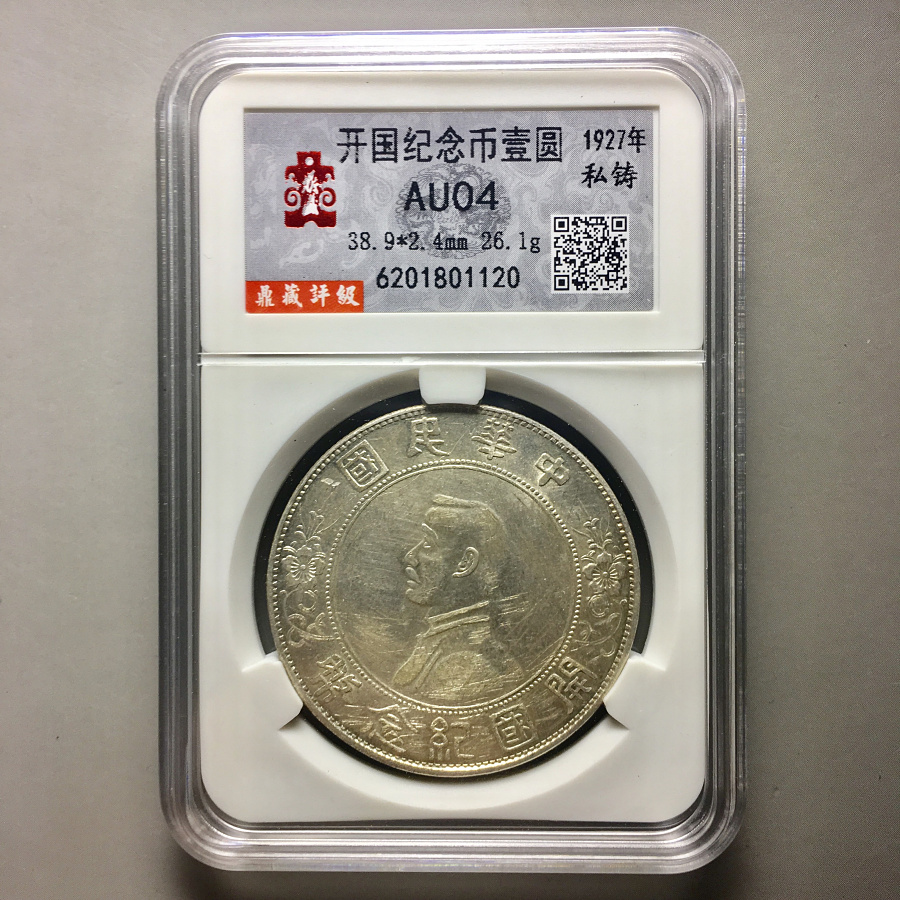 开国纪念币壹圆
1927年
私铸
AU04
38.9*2.4mm 26.1g
6201801120
鼎藏評級
中華民國
開國紀念幣